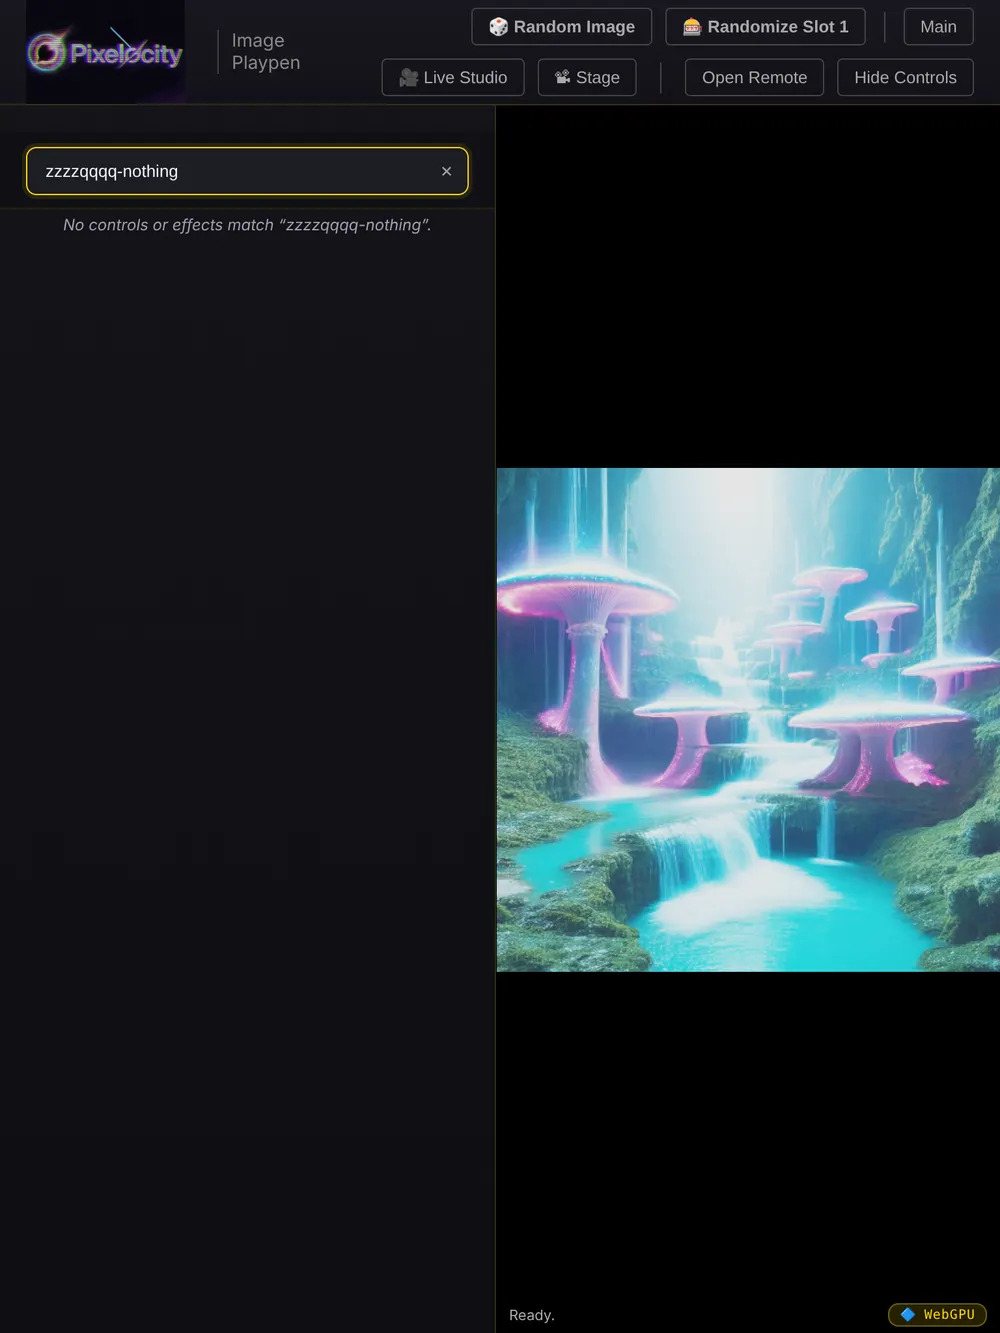 Pixelocity
Image
Playpen
🎲 Random Image
🎰 Randomize Slot 1
Main
🎥 Live Studio
📽 Stage
Open Remote
Hide Controls
zzzzqqqq-nothing ×
No controls or effects match “zzzzqqqq-nothing”.
Ready.
🔷 WebGPU